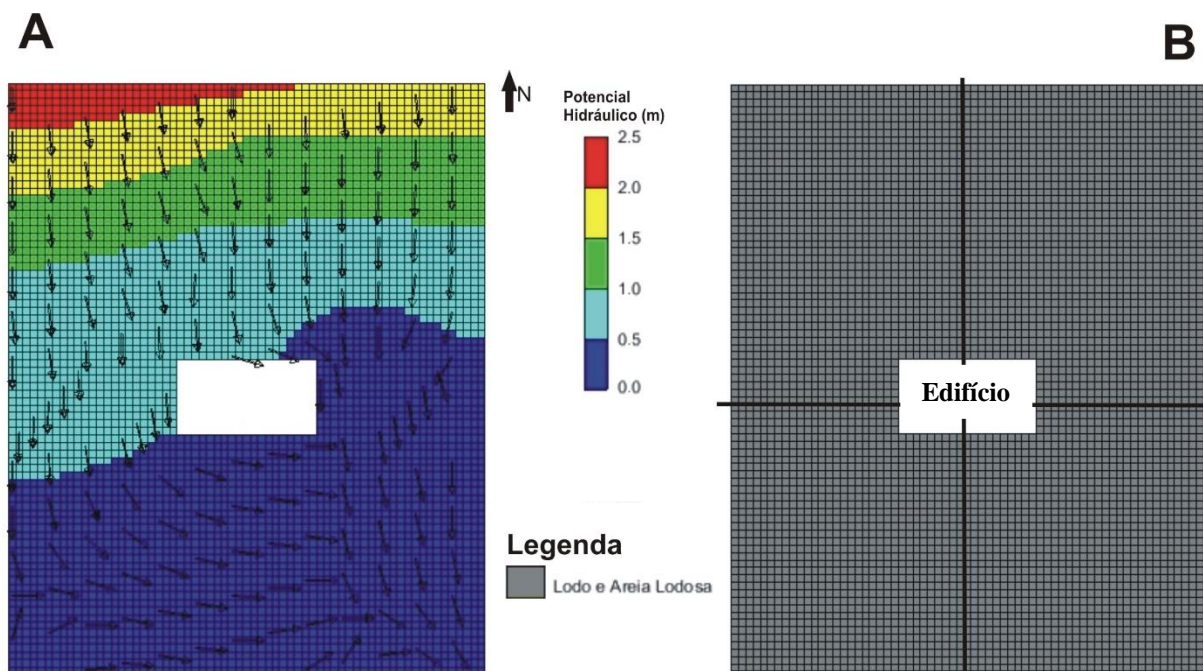 A
B
N
Potencial
Hidráulico (m)
2.5
2.0
1.5
1.0
0.5
0.0
Edifício
Legenda
Lodo e Areia Lodosa